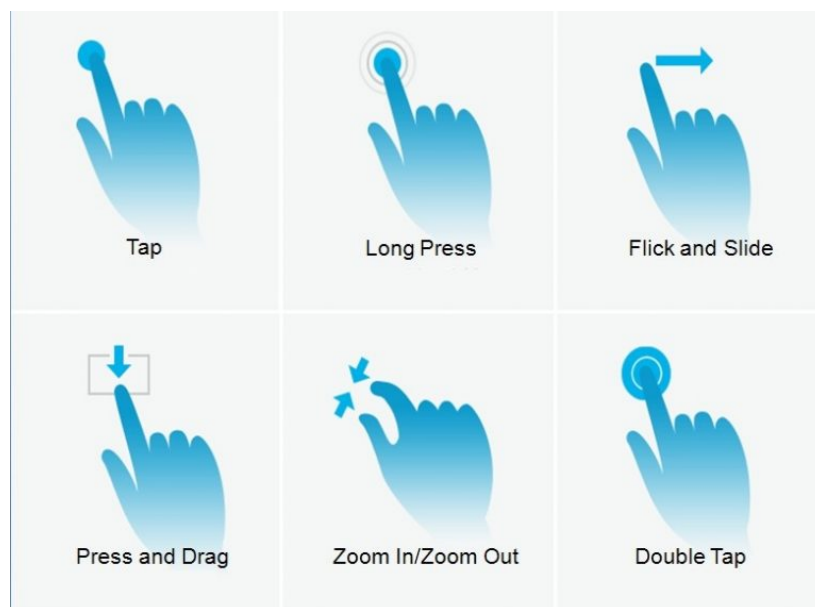 Tap
Long Press
Flick and Slide
Press and Drag
Zoom In/Zoom Out
Double Tap